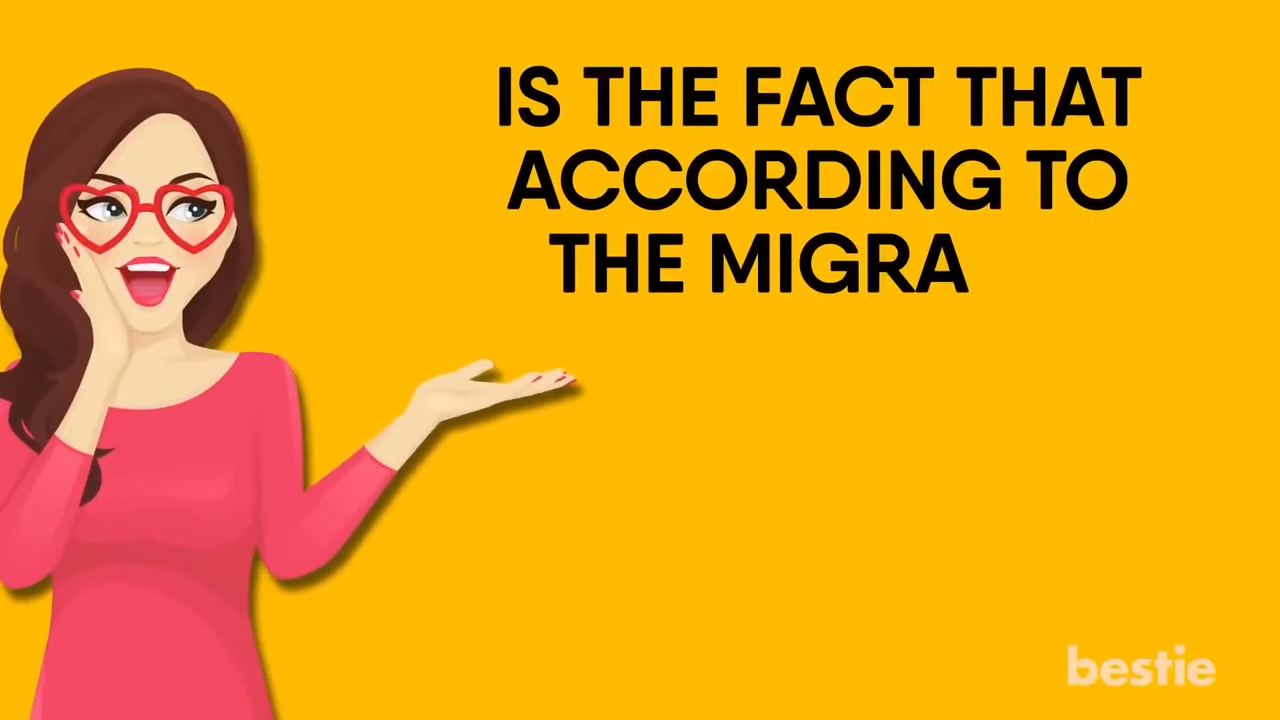 IS THE FACT THAT
ACCORDING TO
THE MIGRA
bestie